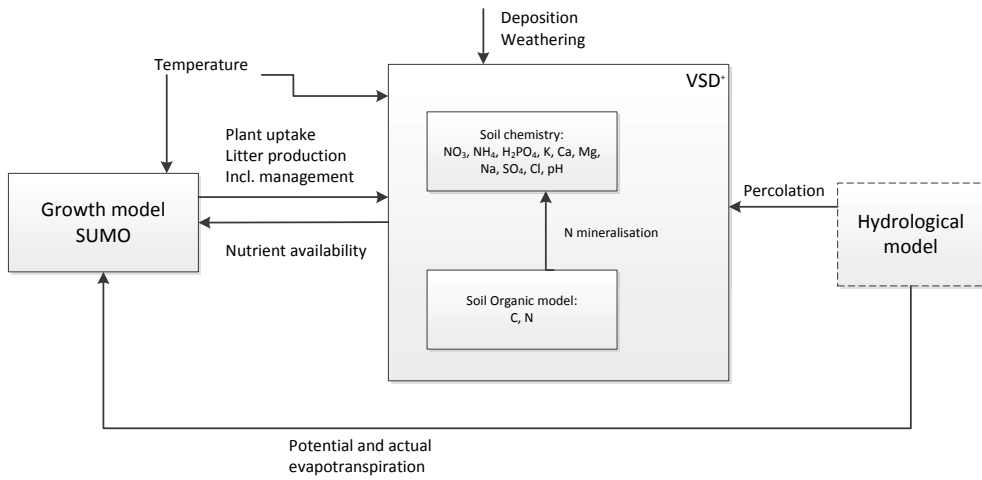 Deposition
Weathering
Temperature
VSD⁺
Soil chemistry:
NO₃, NH₄, H₂PO₄, K, Ca, Mg,
Na, SO₄, Cl, pH
Plant uptake
Litter production
Incl. management
Growth model
SUMO
Nutrient availability
N mineralisation
Percolation
Hydrological
model
Soil Organic model:
C, N
Potential and actual
evapotranspiration